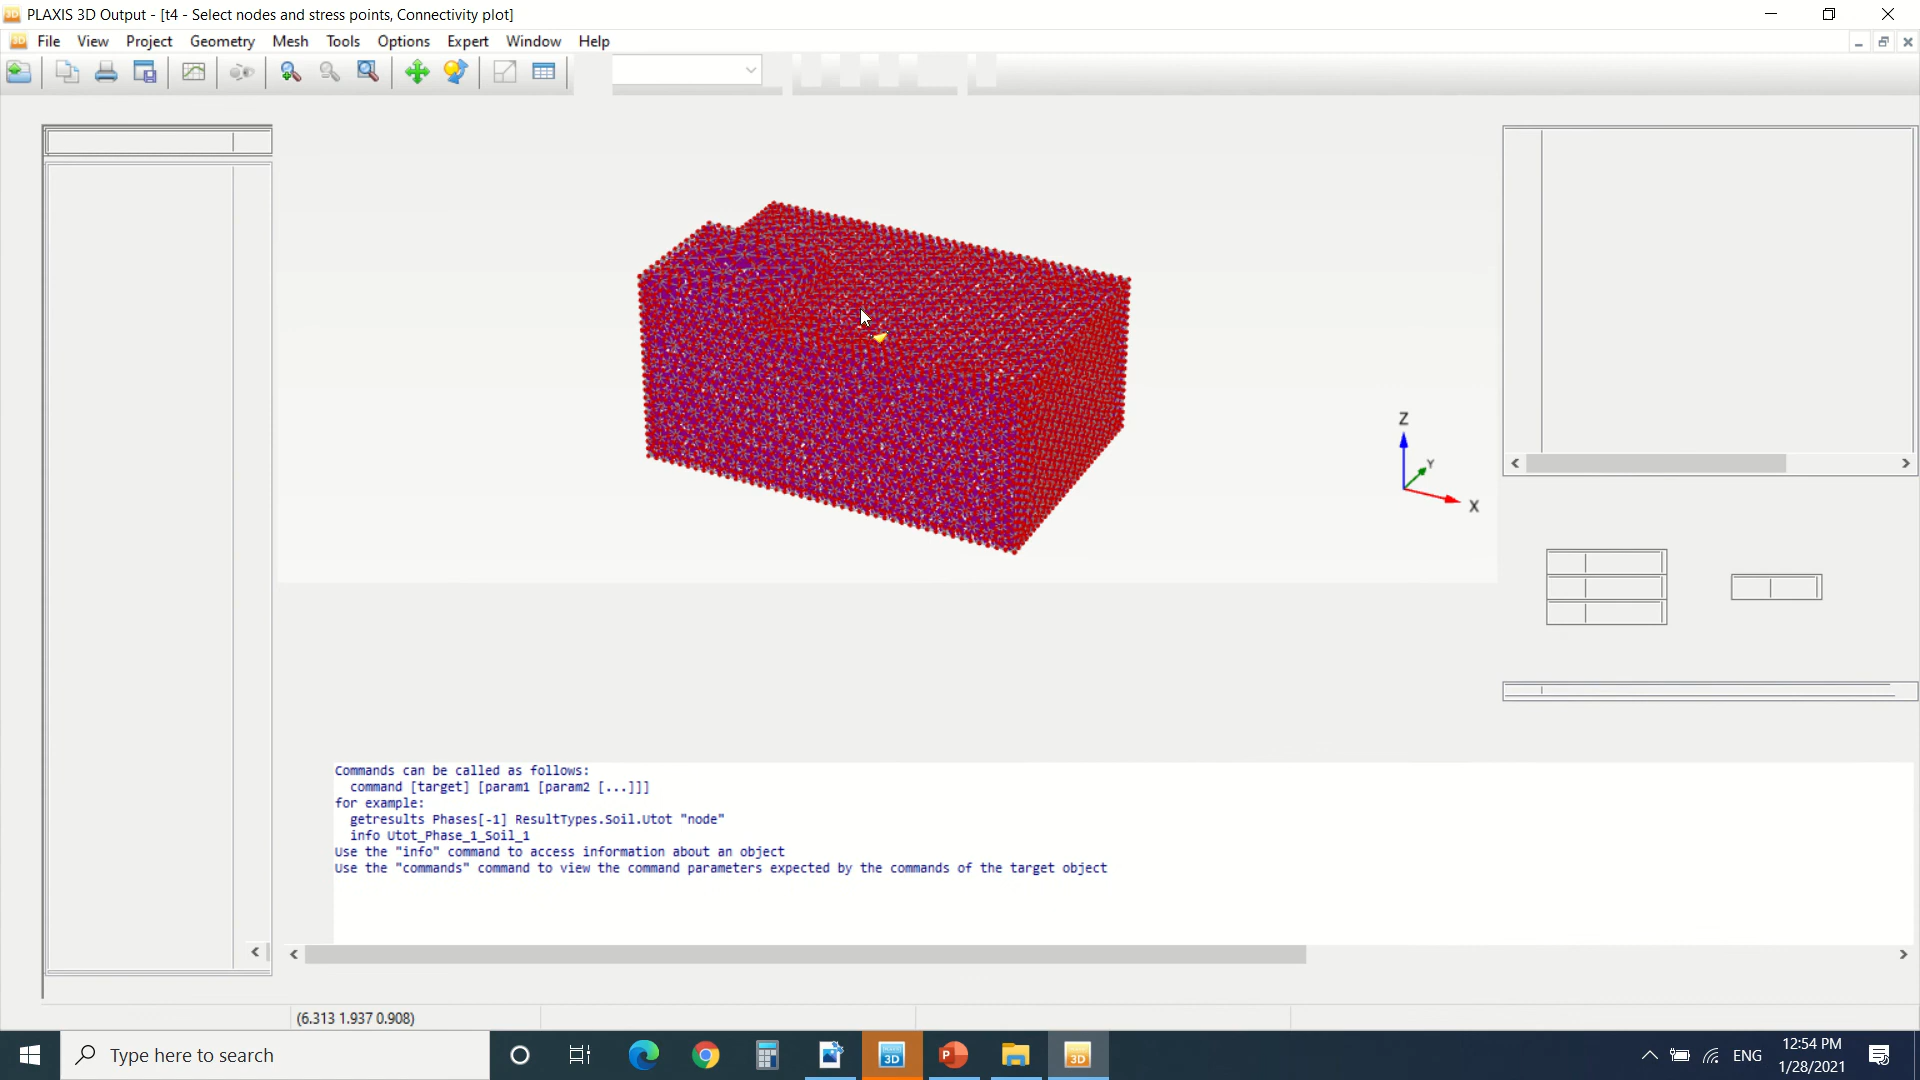 PLAXIS 3D Output - [t4 - Select nodes and stress points, Connectivity plot]
File View Project Geometry Mesh Tools Options Expert Window Help
Z
Y
X
Commands can be called as follows:
command [target] [param1 [param2 [...]]]
for example:
getresults Phases[-1] ResultTypes.Soil.Utot "node"
info Utot_Phase_1_Soil_1
Use the "info" command to access information about an object
Use the "commands" command to view the command parameters expected by the commands of the target object
(6.313 1.937 0.908)
Type here to search
3D
P
3D
ENG
12:54 PM
1/28/2021